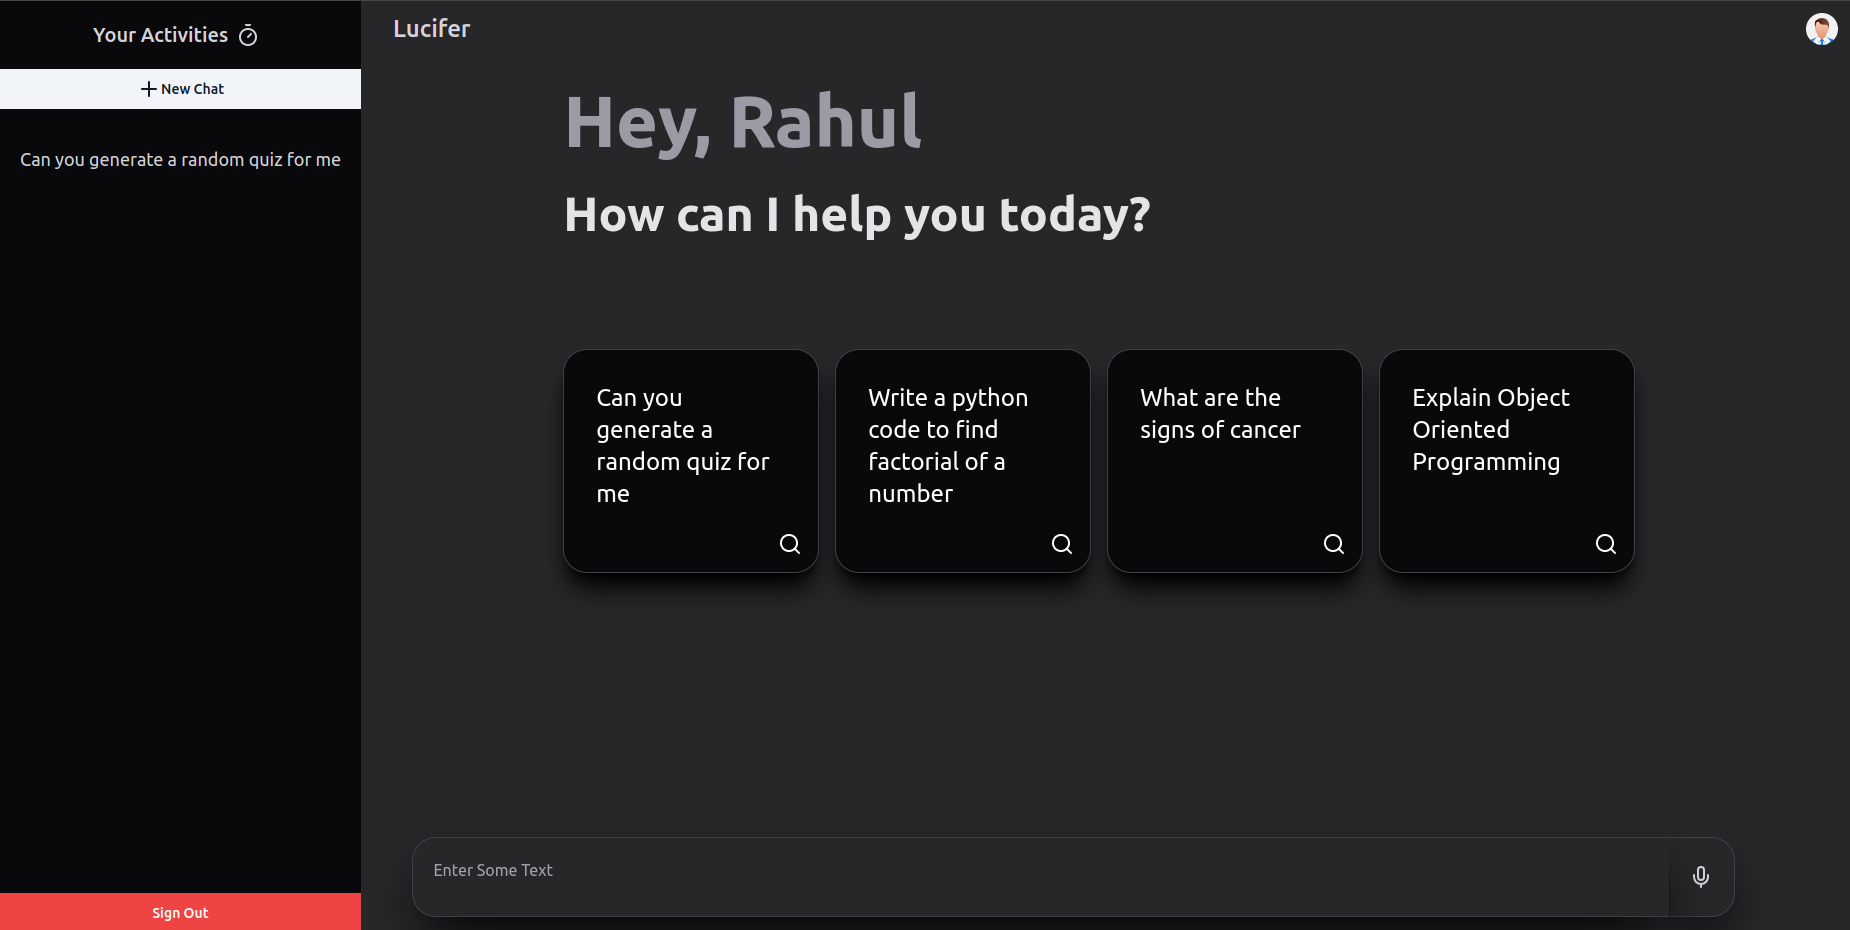 Your Activities
New Chat
Can you generate a random quiz for me
Sign Out
Lucifer
Hey, Rahul
How can I help you today?
Can you
generate a
random quiz for
me
Write a python
code to find
factorial of a
number
What are the
signs of cancer
Explain Object
Oriented
Programming
Enter Some Text